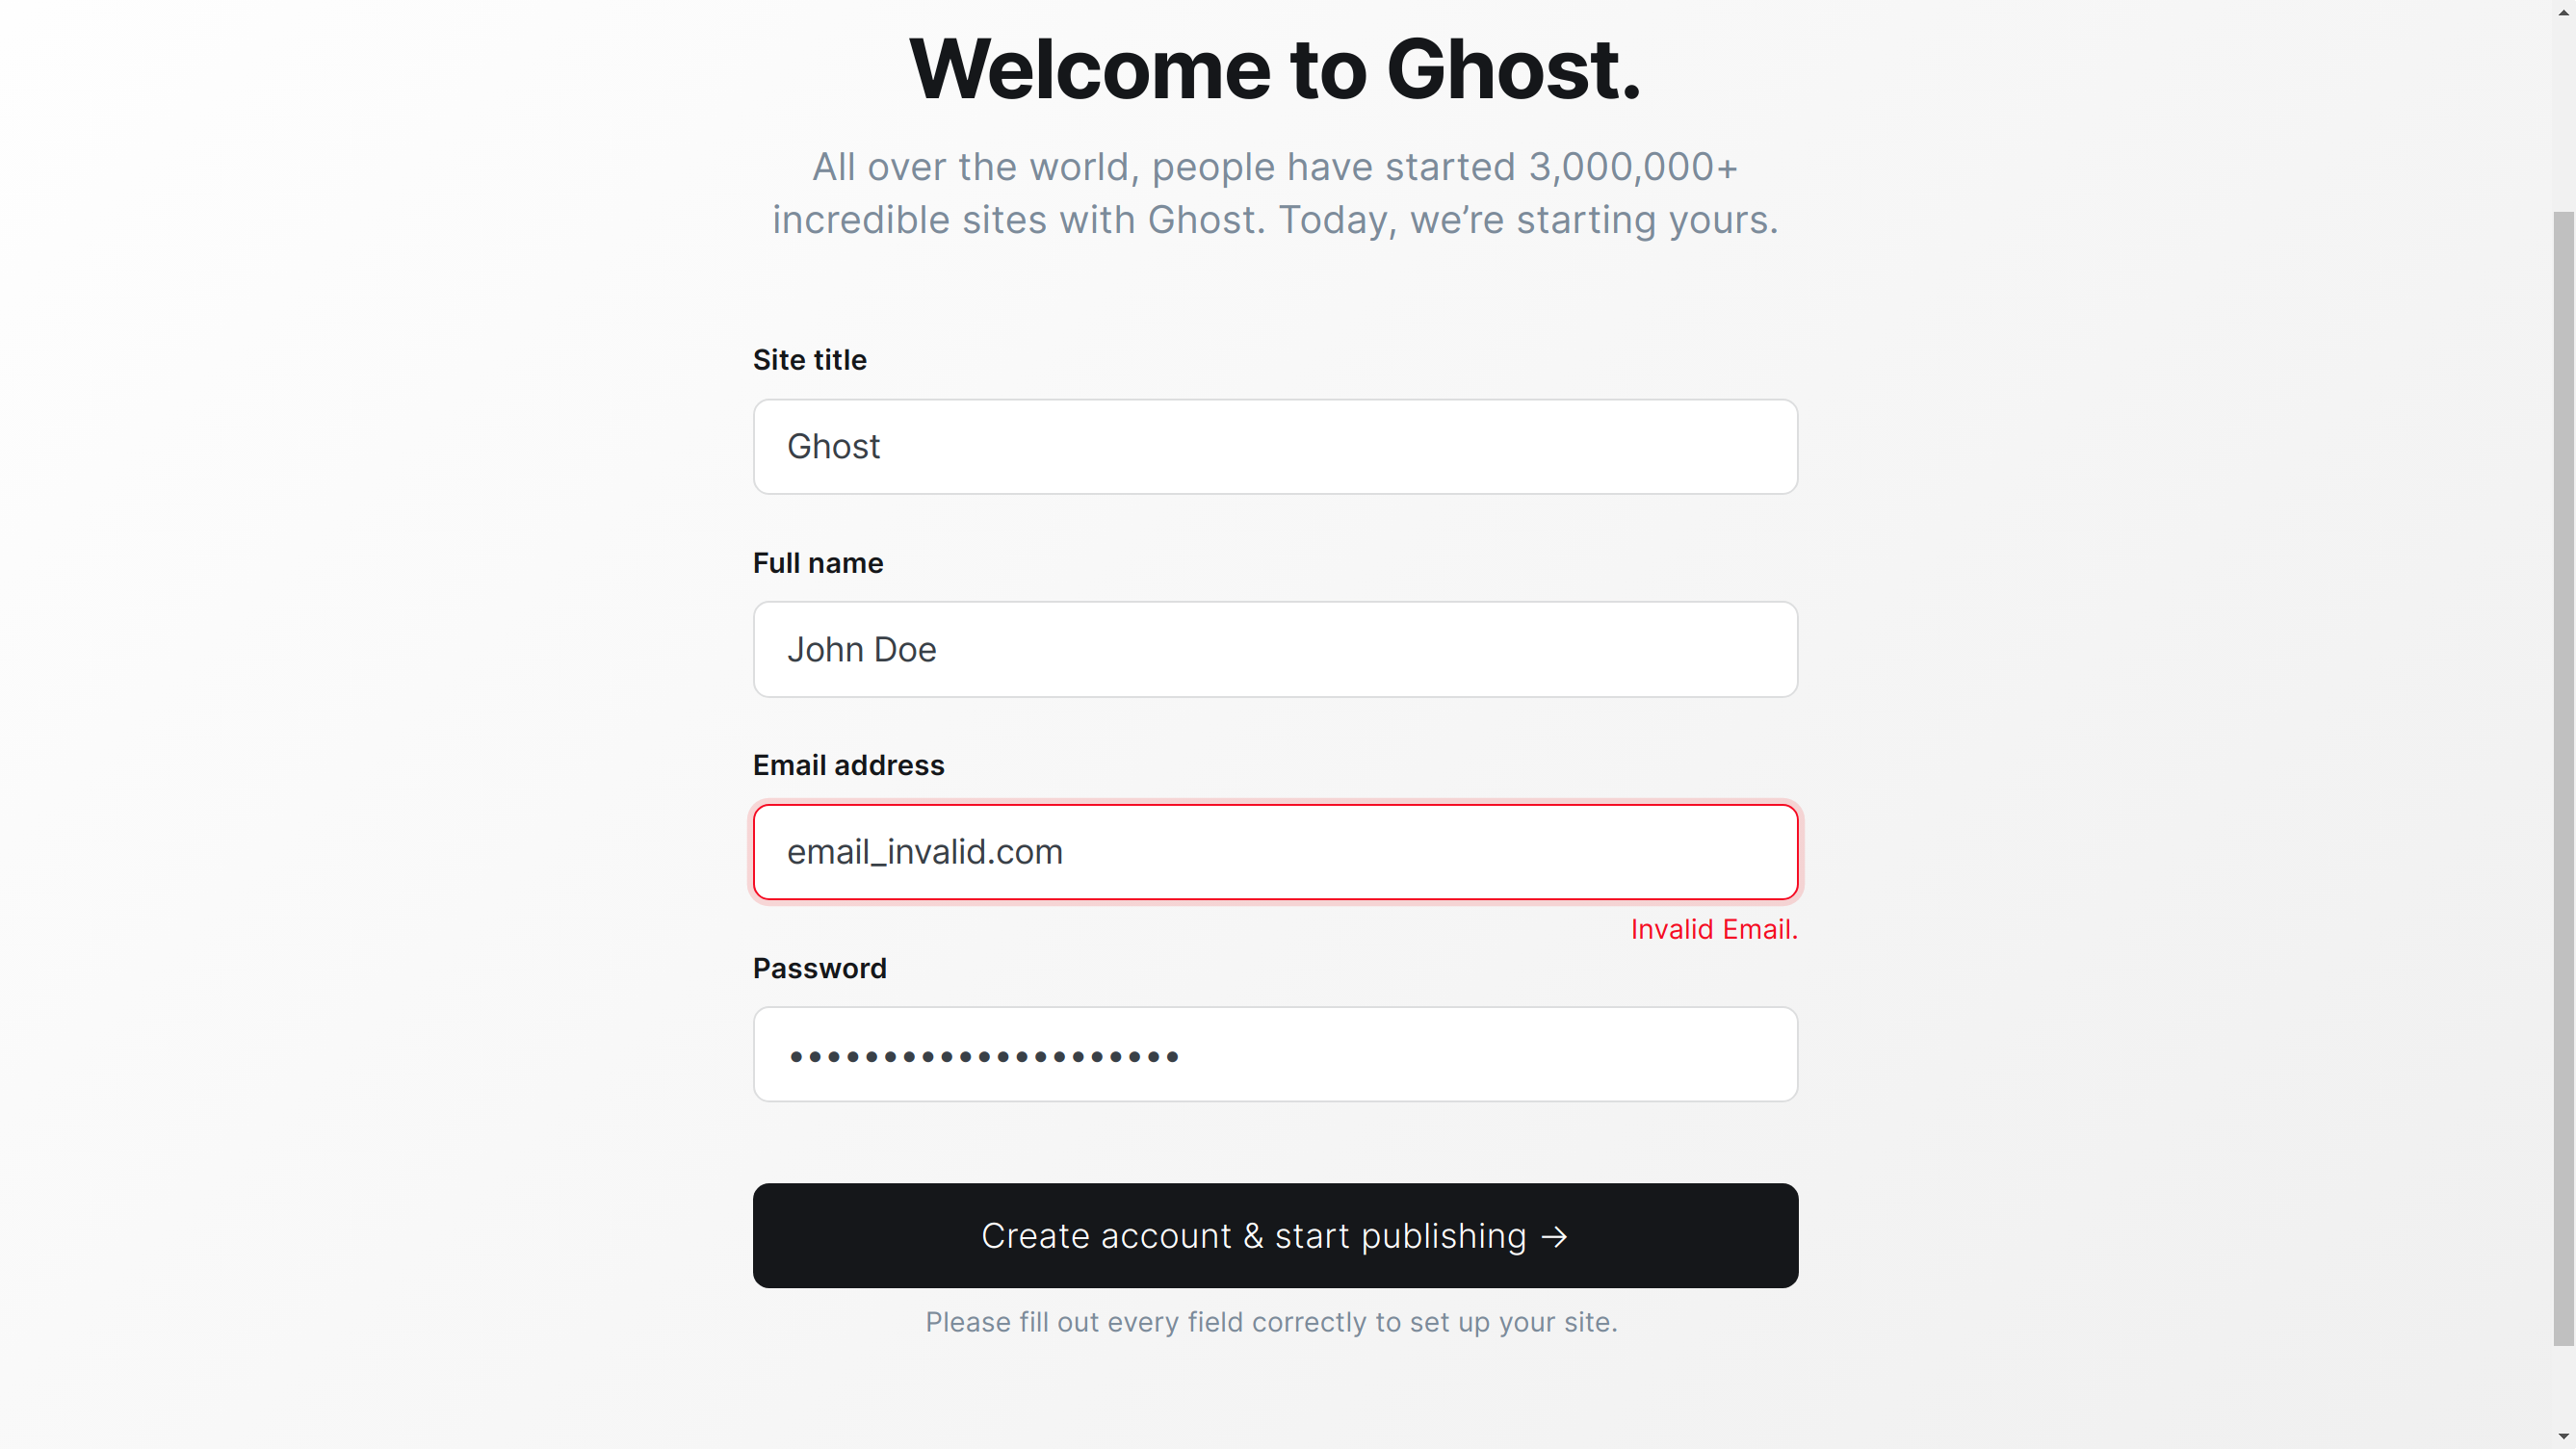 Welcome to Ghost.
All over the world, people have started 3,000,000+
incredible sites with Ghost. Today, we’re starting yours.
Site title
Ghost
Full name
John Doe
Email address
email_invalid.com
Invalid Email.
Password
•••••••••••••••••••••
Create account & start publishing →
Please fill out every field correctly to set up your site.